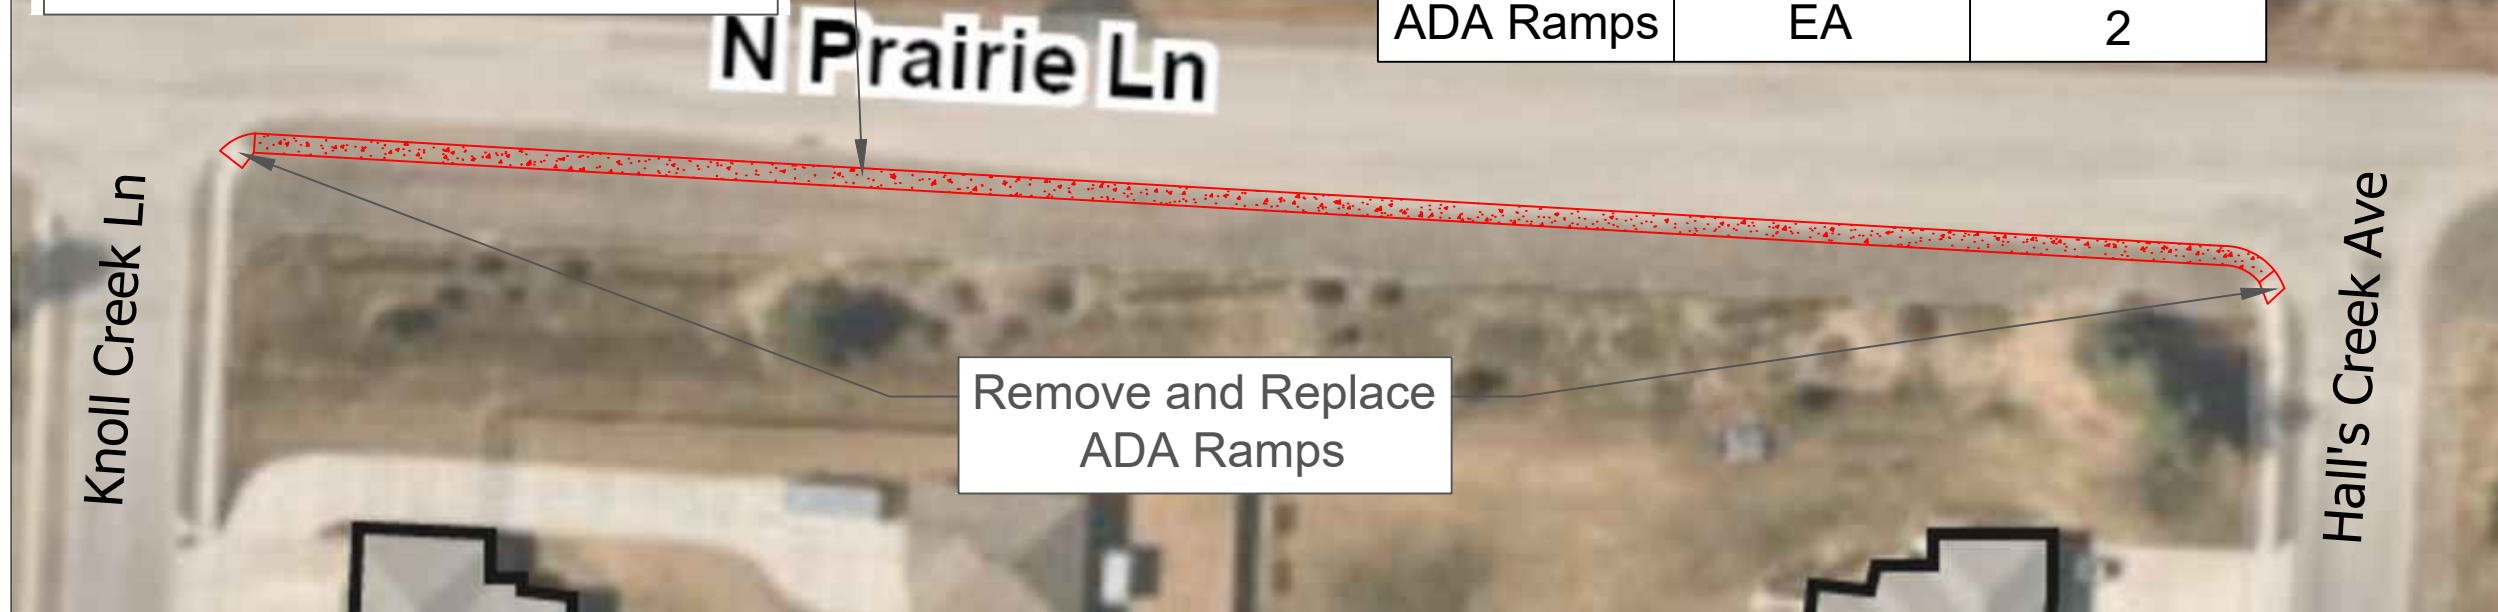 N Prairie Ln
ADA Ramps EA 2
Knoll Creek Ln
Hall's Creek Ave
Remove and Replace
ADA Ramps